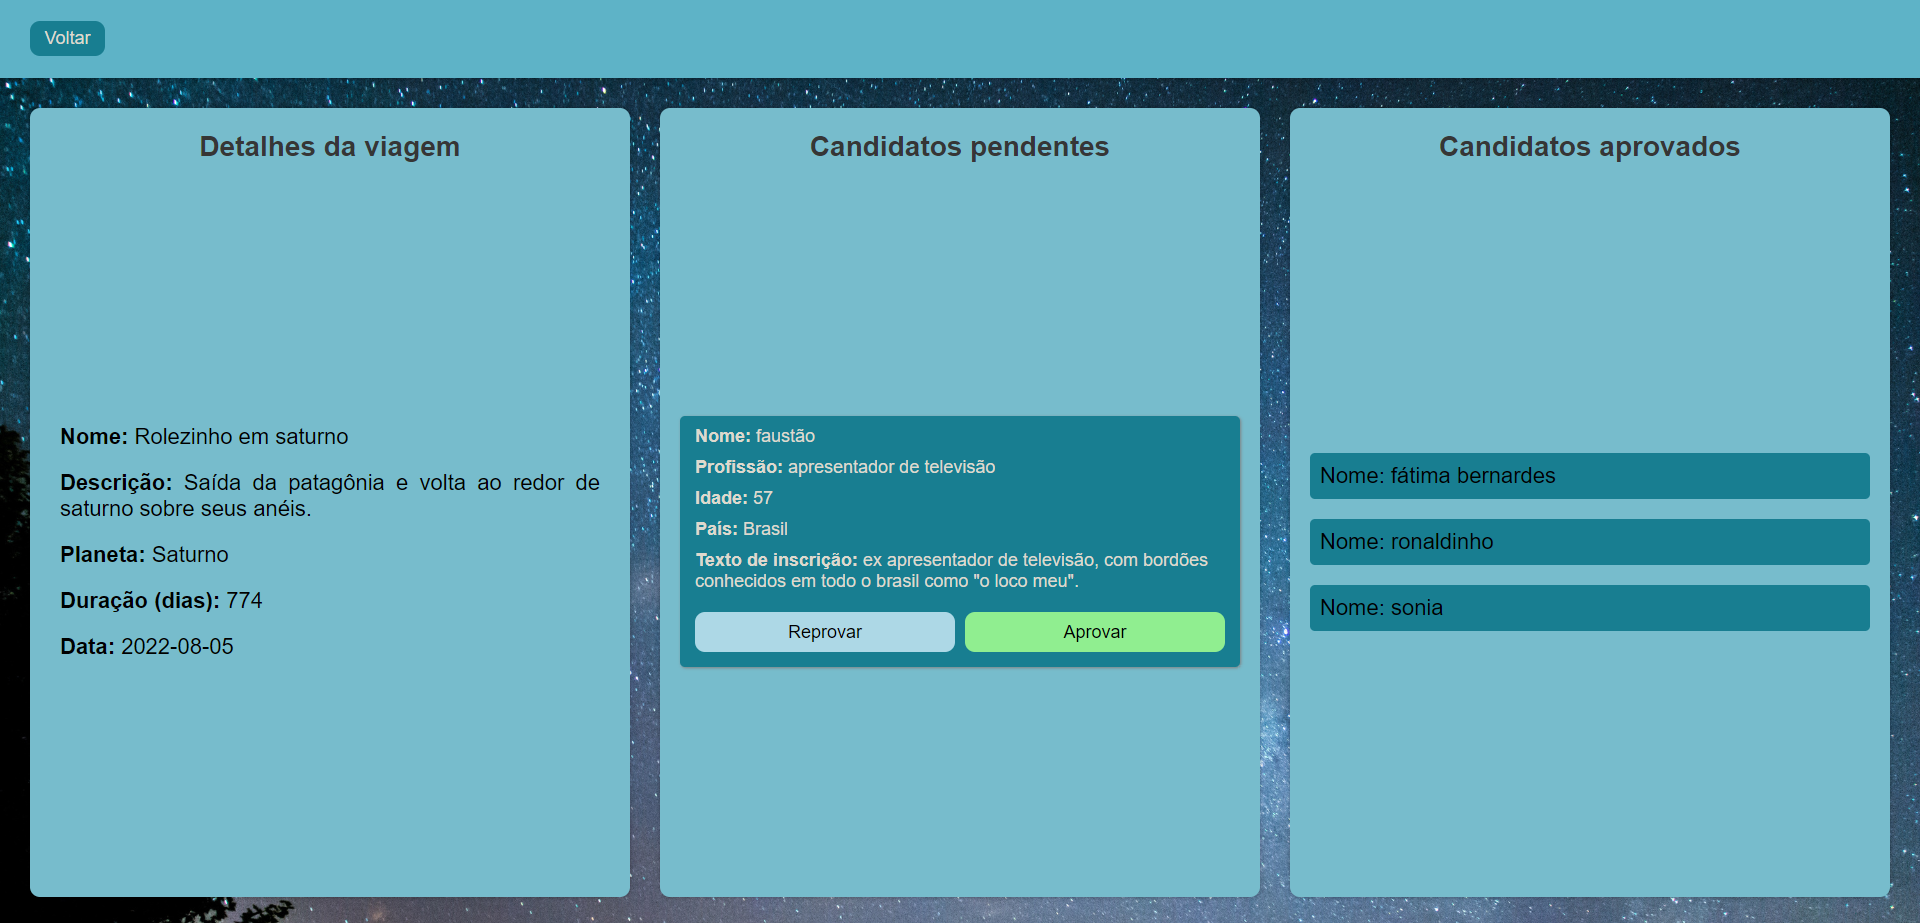 Voltar
Detalhes da viagem
Nome: Rolezinho em saturno
Descrição: Saída da patagônia e volta ao redor de
saturno sobre seus anéis.
Planeta: Saturno
Duração (dias): 774
Data: 2022-08-05
Candidatos pendentes
Nome: faustão
Profissão: apresentador de televisão
Idade: 57
País: Brasil
Texto de inscrição: ex apresentador de televisão, com bordões
conhecidos em todo o brasil como "o loco meu".
Reprovar
Aprovar
Candidatos aprovados
Nome: fátima bernardes
Nome: ronaldinho
Nome: sonia